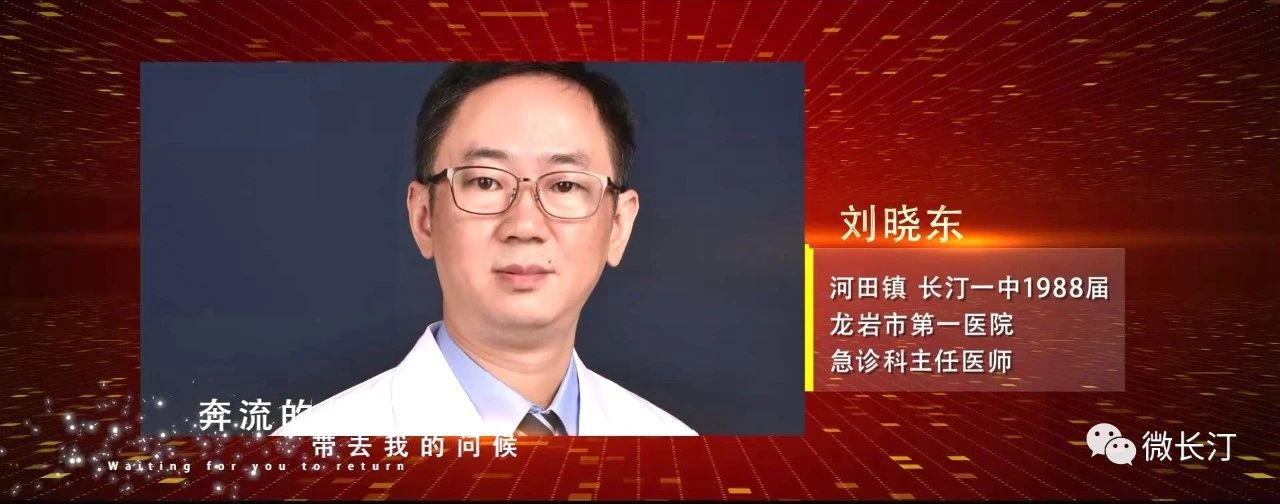 刘晓东
河田镇 长汀一中1988届
龙岩市第一医院
急诊科主任医师
奔流的
带去我的问候
Waiting for you to return
微长汀